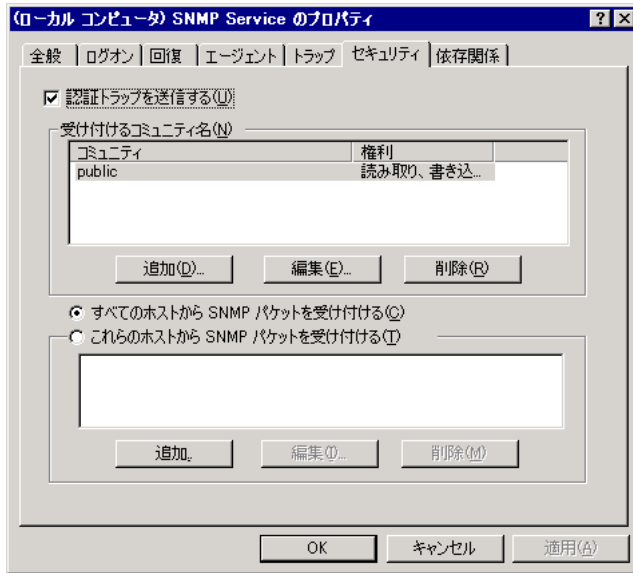 (ローカル コンピュータ) SNMP Service のプロパティ
全般 ログオン 回復 エージェント トラップ セキュリティ 依存関係
認証トラップを送信する(U)
受け付けるコミュニティ名(N)
コミュニティ 権利
public 読み取り、書き込...
追加(D)... 編集(E)... 削除(R)
すべてのホストから SNMP パケットを受け付ける(C)
これらのホストから SNMP パケットを受け付ける(T)
追加.. 編集(I)... 削除(M)
OK キャンセル 適用(A)